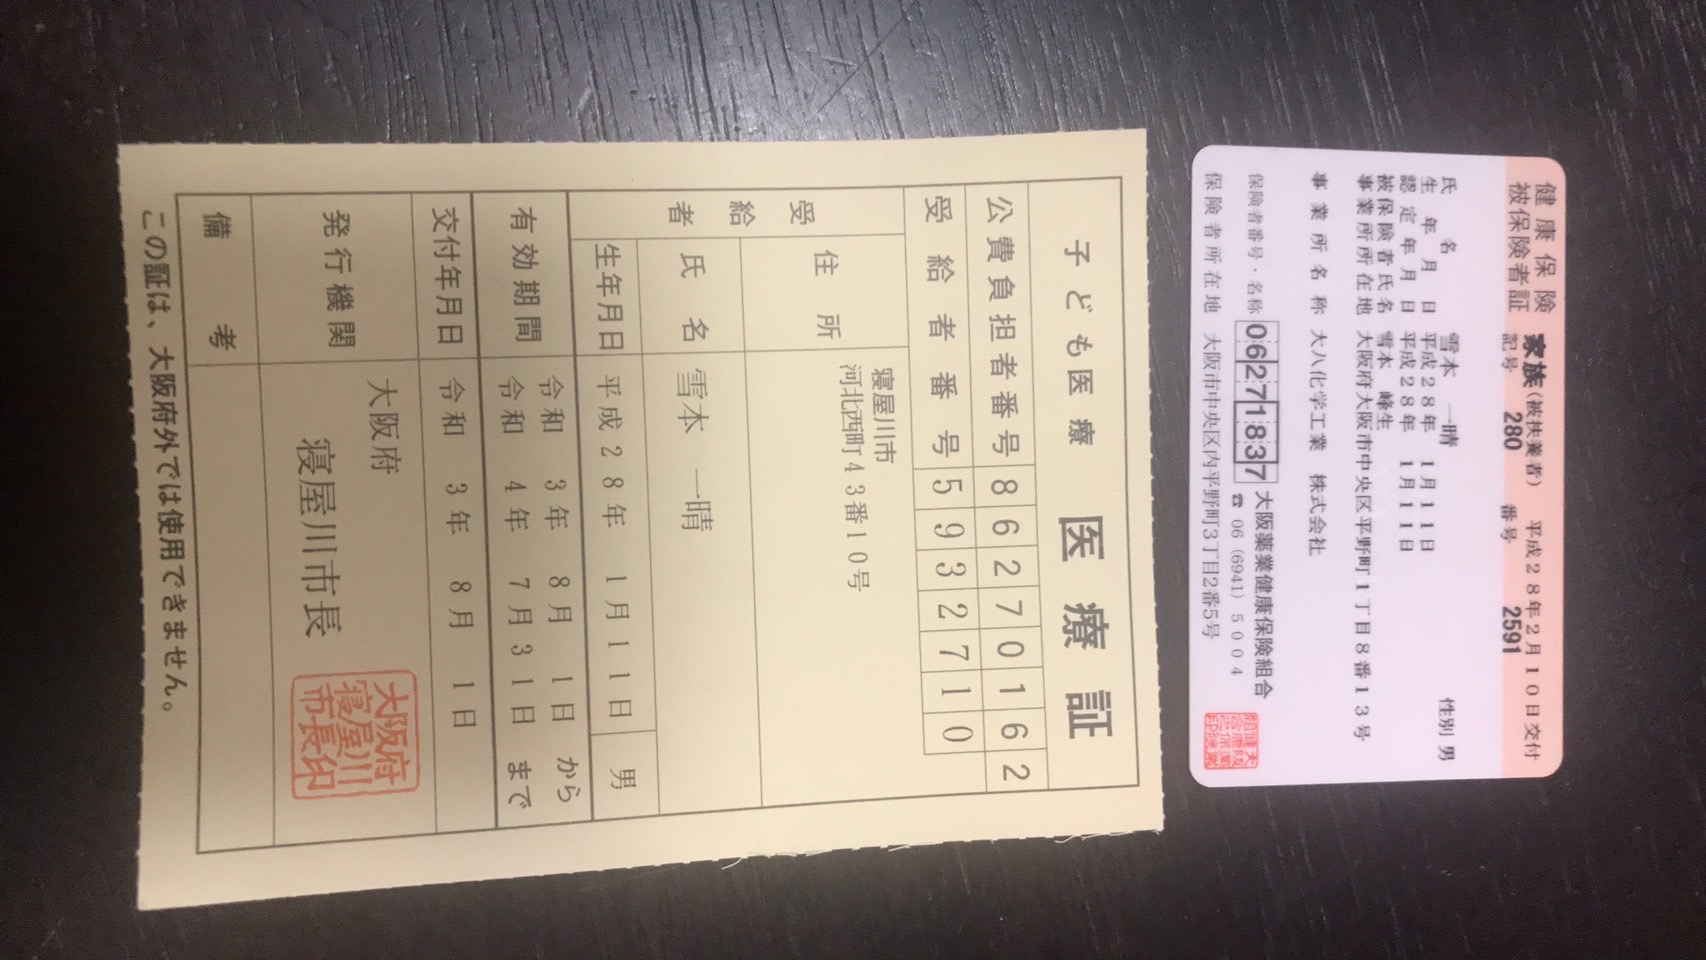 健康保険 家族(被扶養者) 平成28年2月10日交付
被保険者証 記号 280 番号 2591
氏名 雪本 一晴 性別 男
生年月日 平成28年 1月11日
認定年月日 平成28年 1月11日
被保険者氏名 雪本 峰生
事業所所在地 大阪府大阪市中央区平野町1丁目8番13号
事業所名称 大八化学工業 株式会社
保険者番号・名称 06271837 大阪薬業健康保険組合
☎ 06 (6941) 5004
保険者所在地 大阪市中央区内平野町3丁目2番5号
子ども医療 医療証
公費負担者番号 86270162
受給者番号 5932710
受給者
住所 寝屋川市
河北西町43番10号
氏名 雪本 一晴
生年月日 平成28年 1月11日 男
有効期間 令和 3年 8月 1日 から
令和 4年 7月31日 まで
交付年月日 令和 3年 8月 1日
発行機関 大阪府
寝屋川市長
大阪府
寝屋川
市長印
備考
この証は、大阪府外では使用できません。